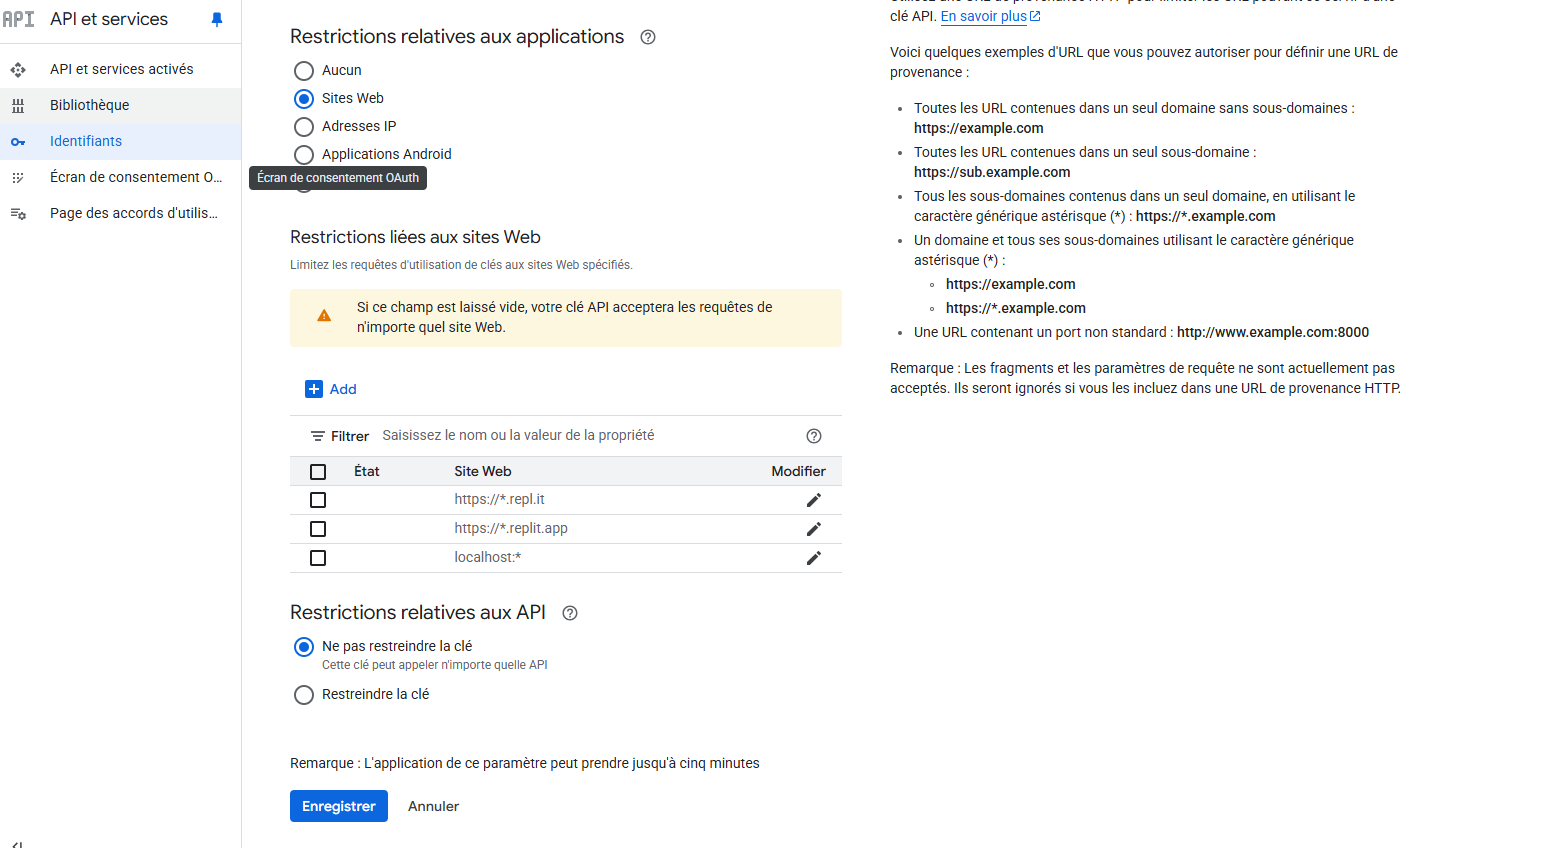 API API et services
API et services activés
Bibliothèque
Identifiants
Écran de consentement O...
Page des accords d'utilis...
Restrictions relatives aux applications
Aucun
Sites Web
Adresses IP
Applications Android
Écran de consentement OAuth
Restrictions liées aux sites Web
Limitez les requêtes d'utilisation de clés aux sites Web spécifiés.
Si ce champ est laissé vide, votre clé API acceptera les requêtes de
n'importe quel site Web.
Add
Filtrer Saisissez le nom ou la valeur de la propriété
État Site Web Modifier
https://*.repl.it
https://*.replit.app
localhost:*
Restrictions relatives aux API
Ne pas restreindre la clé
Cette clé peut appeler n'importe quelle API
Restreindre la clé
Remarque : L'application de ce paramètre peut prendre jusqu'à cinq minutes
Enregistrer Annuler
clé API. En savoir plus
Voici quelques exemples d'URL que vous pouvez autoriser pour définir une URL de
provenance :
• Toutes les URL contenues dans un seul domaine sans sous-domaines :
https://example.com
• Toutes les URL contenues dans un seul sous-domaine :
https://sub.example.com
• Tous les sous-domaines contenus dans un seul domaine, en utilisant le
caractère générique astérisque (*) : https://*.example.com
• Un domaine et tous ses sous-domaines utilisant le caractère générique
astérisque (*) :
◦ https://example.com
◦ https://*.example.com
• Une URL contenant un port non standard : http://www.example.com:8000
Remarque : Les fragments et les paramètres de requête ne sont actuellement pas
acceptés. Ils seront ignorés si vous les incluez dans une URL de provenance HTTP.